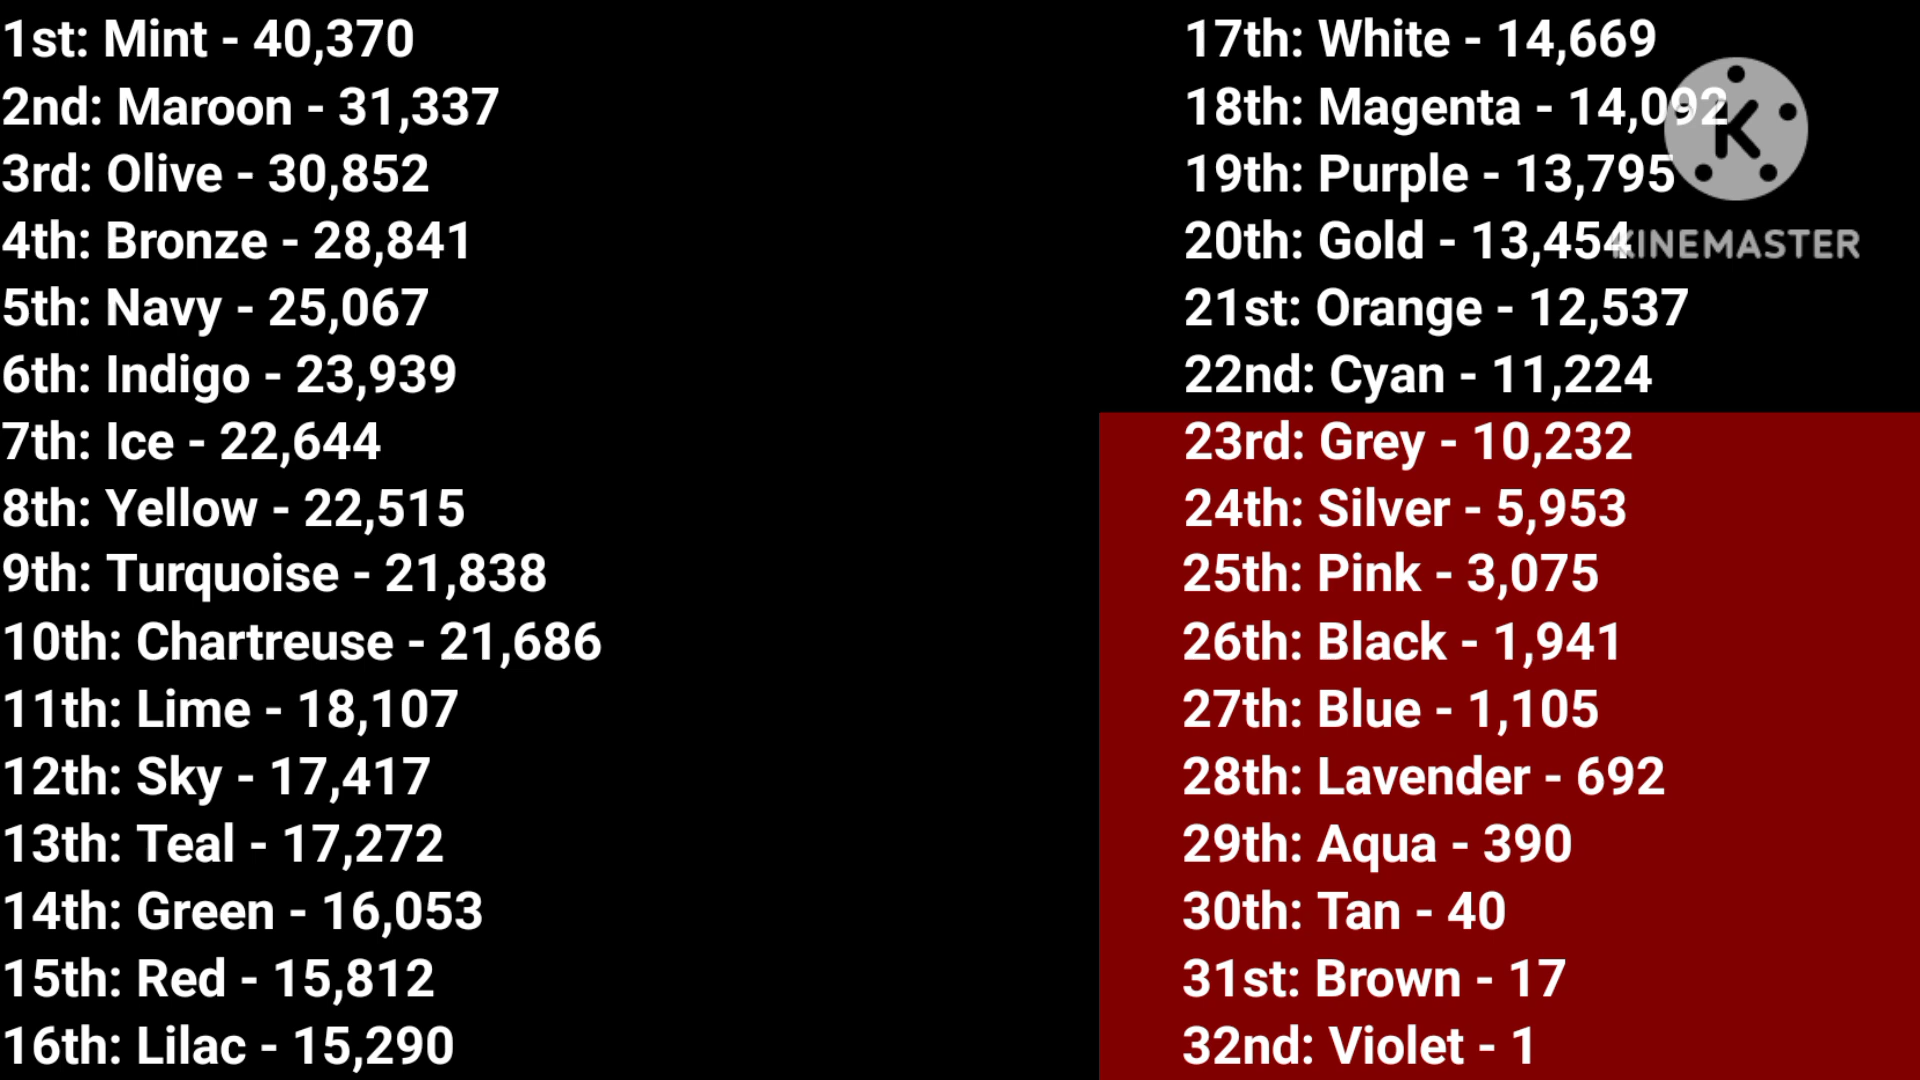 1st: Mint - 40,370
2nd: Maroon - 31,337
3rd: Olive - 30,852
4th: Bronze - 28,841
5th: Navy - 25,067
6th: Indigo - 23,939
7th: Ice - 22,644
8th: Yellow - 22,515
9th: Turquoise - 21,838
10th: Chartreuse - 21,686
11th: Lime - 18,107
12th: Sky - 17,417
13th: Teal - 17,272
14th: Green - 16,053
15th: Red - 15,812
16th: Lilac - 15,290
17th: White - 14,669
18th: Magenta - 14,092
19th: Purple - 13,795
20th: Gold - 13,454
21st: Orange - 12,537
22nd: Cyan - 11,224
23rd: Grey - 10,232
24th: Silver - 5,953
25th: Pink - 3,075
26th: Black - 1,941
27th: Blue - 1,105
28th: Lavender - 692
29th: Aqua - 390
30th: Tan - 40
31st: Brown - 17
32nd: Violet - 1
K
KINEMASTER